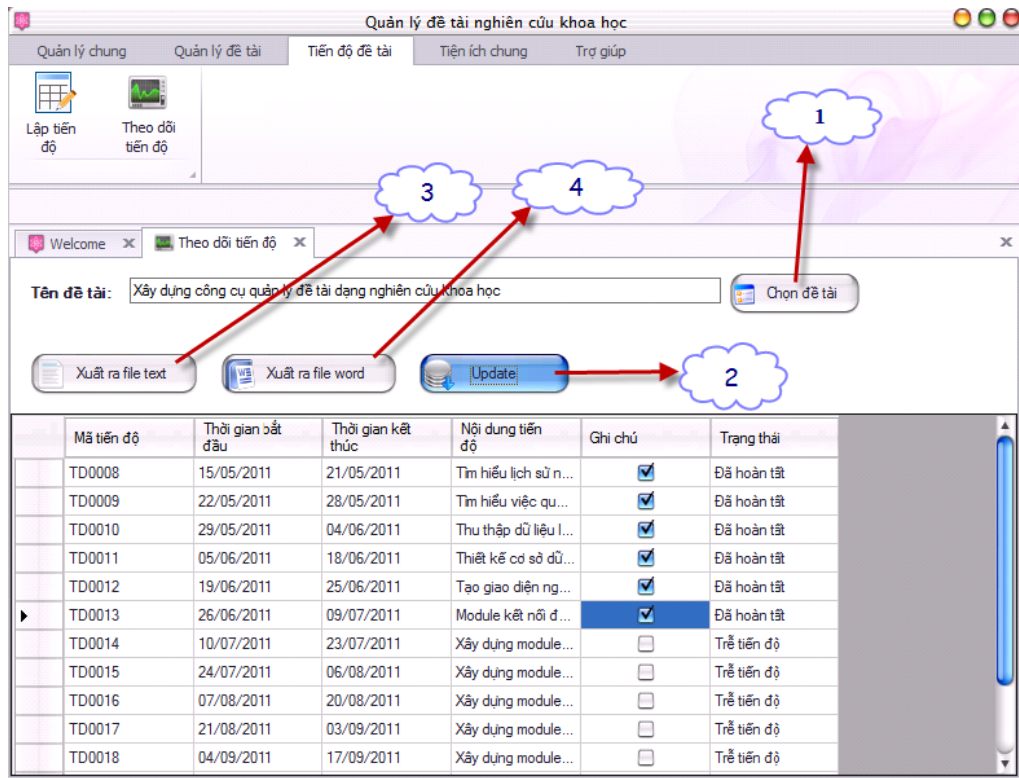 Quản lý đề tài nghiên cứu khoa học
Quản lý chung Quản lý đề tài Tiến độ đề tài Tiện ích chung Trợ giúp
Lập tiến độ
Theo dõi tiến độ
1
3
4
Welcome Theo dõi tiến độ
Tên đề tài: Xây dựng công cụ quản lý đề tài dạng nghiên cứu khoa học Chọn đề tài
Xuất ra file text Xuất ra file word Update 2
Mã tiến độ Thời gian bắt đầu Thời gian kết thúc Nội dung tiến độ Ghi chú Trạng thái
TD0008 15/05/2011 21/05/2011 Tìm hiểu lịch sử n... Đã hoàn tất
TD0009 22/05/2011 28/05/2011 Tìm hiểu việc qu... Đã hoàn tất
TD0010 29/05/2011 04/06/2011 Thu thập dữ liệu l... Đã hoàn tất
TD0011 05/06/2011 18/06/2011 Thiết kế cơ sở dữ... Đã hoàn tất
TD0012 19/06/2011 25/06/2011 Tạo giao diện ng... Đã hoàn tất
TD0013 26/06/2011 09/07/2011 Module kết nối đ... Đã hoàn tất
TD0014 10/07/2011 23/07/2011 Xây dựng module... Trễ tiến độ
TD0015 24/07/2011 06/08/2011 Xây dựng module... Trễ tiến độ
TD0016 07/08/2011 20/08/2011 Xây dựng module... Trễ tiến độ
TD0017 21/08/2011 03/09/2011 Xây dựng module... Trễ tiến độ
TD0018 04/09/2011 17/09/2011 Xây dựng module... Trễ tiến độ